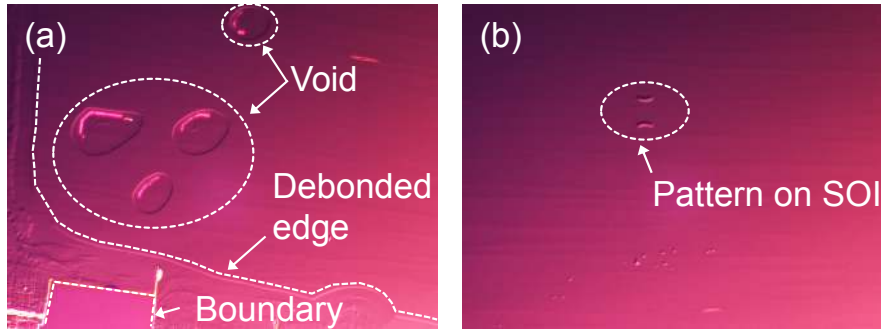 (a)
Void
Debonded
edge
Boundary
(b)
Pattern on SOI